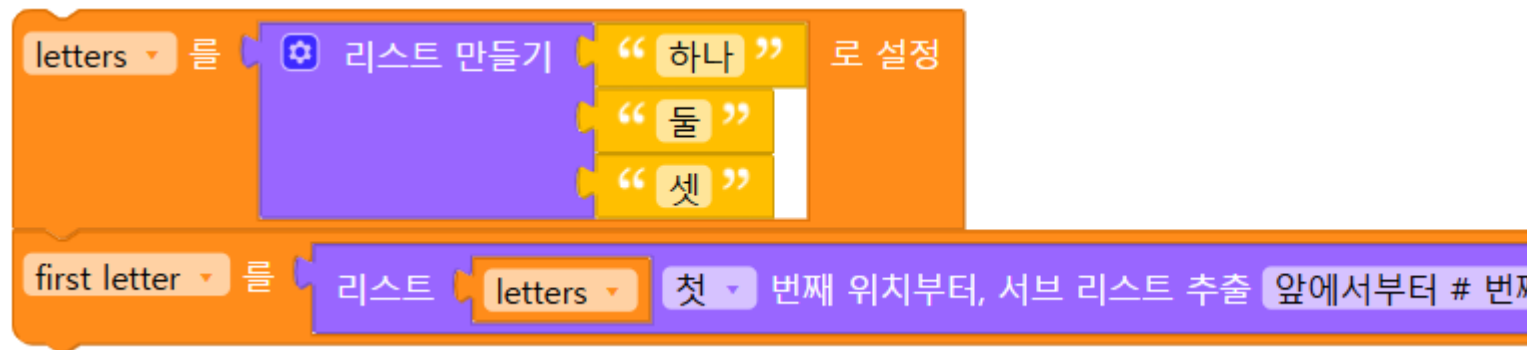 letters 를 리스트 만들기 “ 하나 ” 로 설정
“ 둘 ”
“ 셋 ”
first letter 를 리스트 letters 첫 번째 위치부터, 서브 리스트 추출 앞에서부터 # 번째